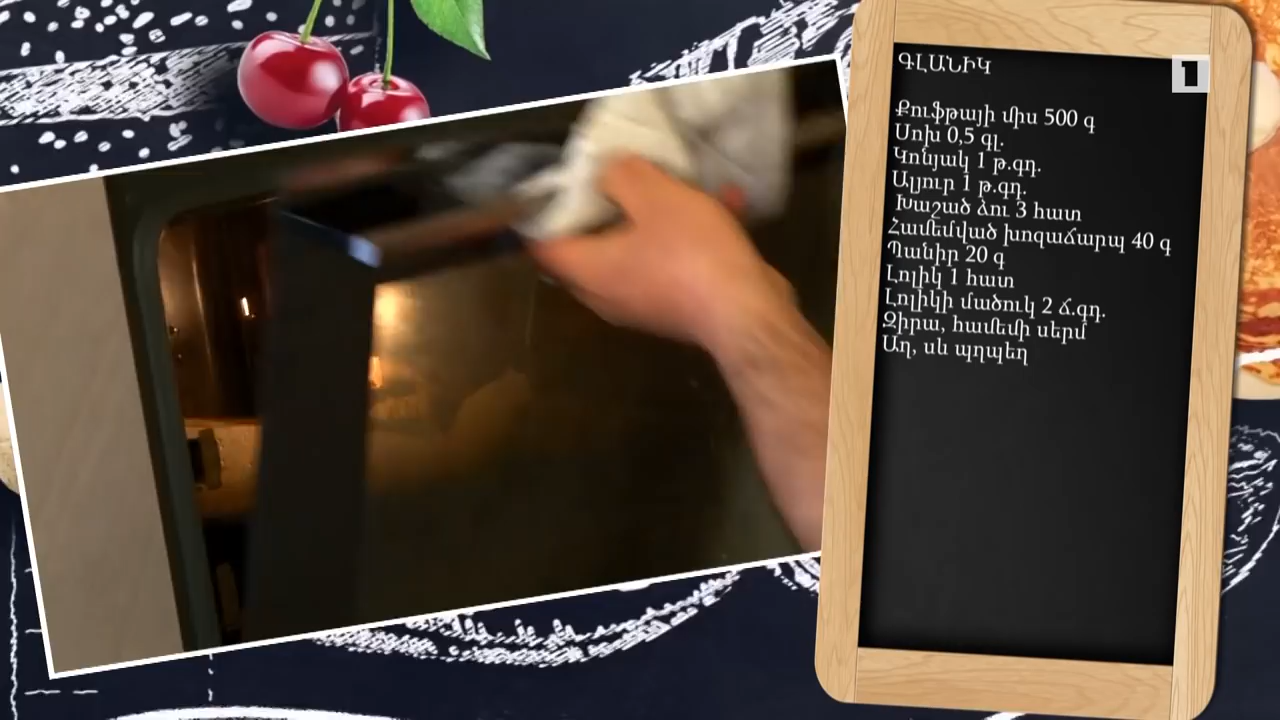 ԳԼԱՆԻԿ
1
Քուֆթայի միս 500 գ
Սոխ 0,5 գլ.
Կոնյակ 1 թ.գդ.
Ալյուր 1 թ.գդ.
Խաշած ձու 3 հատ
Համեմված խոզաճարպ 40 գ
Պանիր 20 գ
Լոլիկ 1 հատ
Լոլիկի մածուկ 2 ճ.գդ.
Ձիրա, համեմի սերմ
Աղ, սև պղպեղ